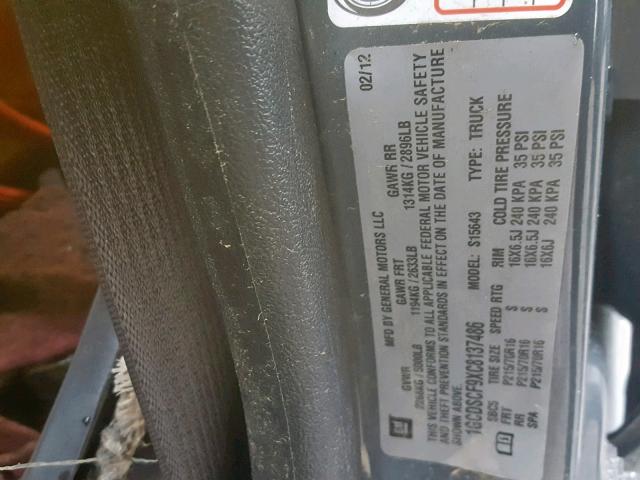 MFD BY GENERAL MOTORS LLC 02/12
GVWR GAWR FRT GAWR RR
2268KG / 5000LB 1194KG / 2633LB 1314KG / 2896LB
THIS VEHICLE CONFORMS TO ALL APPLICABLE FEDERAL MOTOR VEHICLE SAFETY
AND THEFT PREVENTION STANDARDS IN EFFECT ON THE DATE OF MANUFACTURE
SHOWN ABOVE.
1GCDSCF9XC8137486 MODEL: S15643 TYPE: TRUCK
SBC5 TIRE SIZE SPEED RTG RIM COLD TIRE PRESSURE
FRT P215/70R16 S 16X6.5J 240 KPA 35 PSI
RR P215/70R16 S 16X6.5J 240 KPA 35 PSI
SPA P215/70R16 S 16X6J 240 KPA 35 PSI
GM